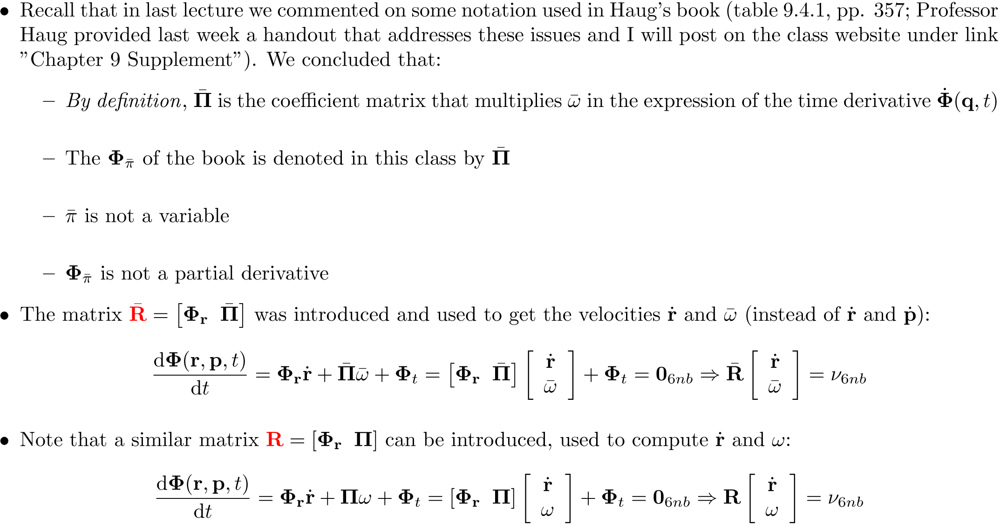 • Recall that in last lecture we commented on some notation used in Haug's book (table 9.4.1, pp. 357; Professor
Haug provided last week a handout that addresses these issues and I will post on the class website under link
”Chapter 9 Supplement”). We concluded that:
– By definition, $\bar{\mathbf{\Pi}}$ is the coefficient matrix that multiplies $\bar{\omega}$ in the expression of the time derivative $\dot{\mathbf{\Phi}}(\mathbf{q}, t)$
– The $\mathbf{\Phi}_{\bar{\pi}}$ of the book is denoted in this class by $\bar{\mathbf{\Pi}}$
– $\bar{\pi}$ is not a variable
– $\mathbf{\Phi}_{\bar{\pi}}$ is not a partial derivative
• The matrix $\bar{\mathbf{R}} = [\mathbf{\Phi}_{\mathbf{r}} \;\; \bar{\mathbf{\Pi}}]$ was introduced and used to get the velocities $\dot{\mathbf{r}}$ and $\bar{\omega}$ (instead of $\dot{\mathbf{r}}$ and $\dot{\mathbf{p}}$):
$\frac{\mathrm{d}\mathbf{\Phi}(\mathbf{r}, \mathbf{p}, t)}{\mathrm{d}t} = \mathbf{\Phi}_{\mathbf{r}}\dot{\mathbf{r}} + \bar{\mathbf{\Pi}}\bar{\omega} + \mathbf{\Phi}_t = [\mathbf{\Phi}_{\mathbf{r}} \;\; \bar{\mathbf{\Pi}}] \begin{bmatrix} \dot{\mathbf{r}} \\ \bar{\omega} \end{bmatrix} + \mathbf{\Phi}_t = \mathbf{0}_{6nb} \Rightarrow \bar{\mathbf{R}} \begin{bmatrix} \dot{\mathbf{r}} \\ \bar{\omega} \end{bmatrix} = \nu_{6nb}$
• Note that a similar matrix $\mathbf{R} = [\mathbf{\Phi}_{\mathbf{r}} \;\; \mathbf{\Pi}]$ can be introduced, used to compute $\dot{\mathbf{r}}$ and $\omega$:
$\frac{\mathrm{d}\mathbf{\Phi}(\mathbf{r}, \mathbf{p}, t)}{\mathrm{d}t} = \mathbf{\Phi}_{\mathbf{r}}\dot{\mathbf{r}} + \mathbf{\Pi}\omega + \mathbf{\Phi}_t = [\mathbf{\Phi}_{\mathbf{r}} \;\; \mathbf{\Pi}] \begin{bmatrix} \dot{\mathbf{r}} \\ \omega \end{bmatrix} + \mathbf{\Phi}_t = \mathbf{0}_{6nb} \Rightarrow \mathbf{R} \begin{bmatrix} \dot{\mathbf{r}} \\ \omega \end{bmatrix} = \nu_{6nb}$